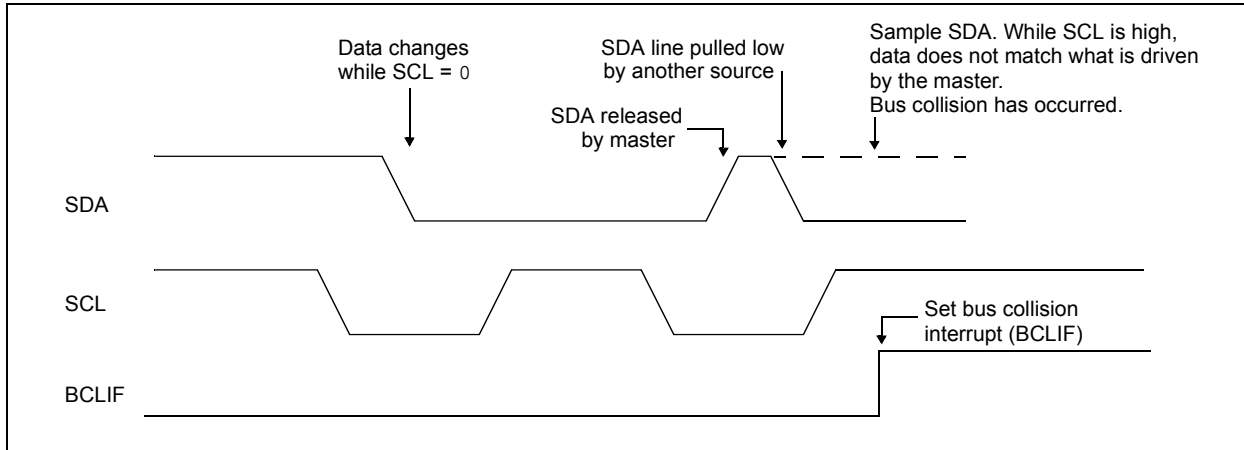 Data changes
while SCL = 0
SDA line pulled low
by another source
SDA released
by master
Sample SDA. While SCL is high,
data does not match what is driven
by the master.
Bus collision has occurred.
SDA
SCL
Set bus collision
interrupt (BCLIF)
BCLIF